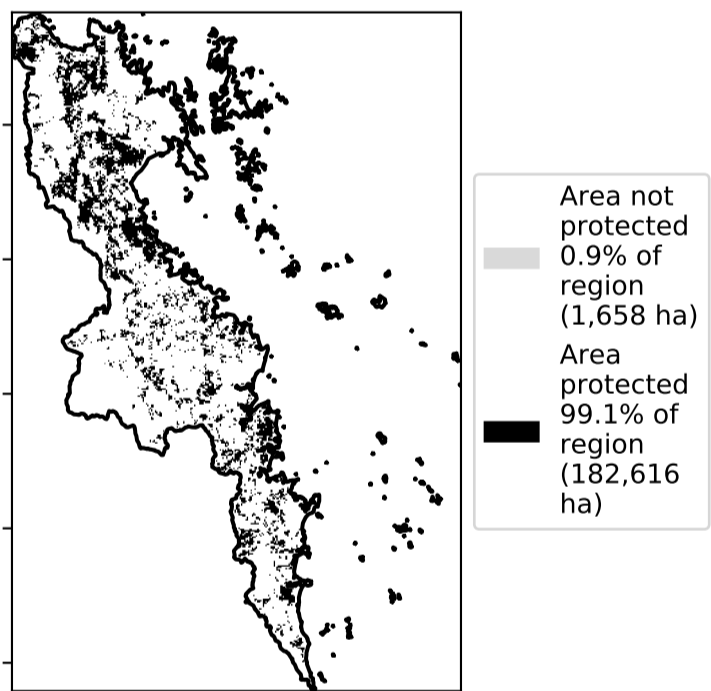 Area not
protected
0.9% of
region
(1,658 ha)
Area
protected
99.1% of
region
(182,616
ha)